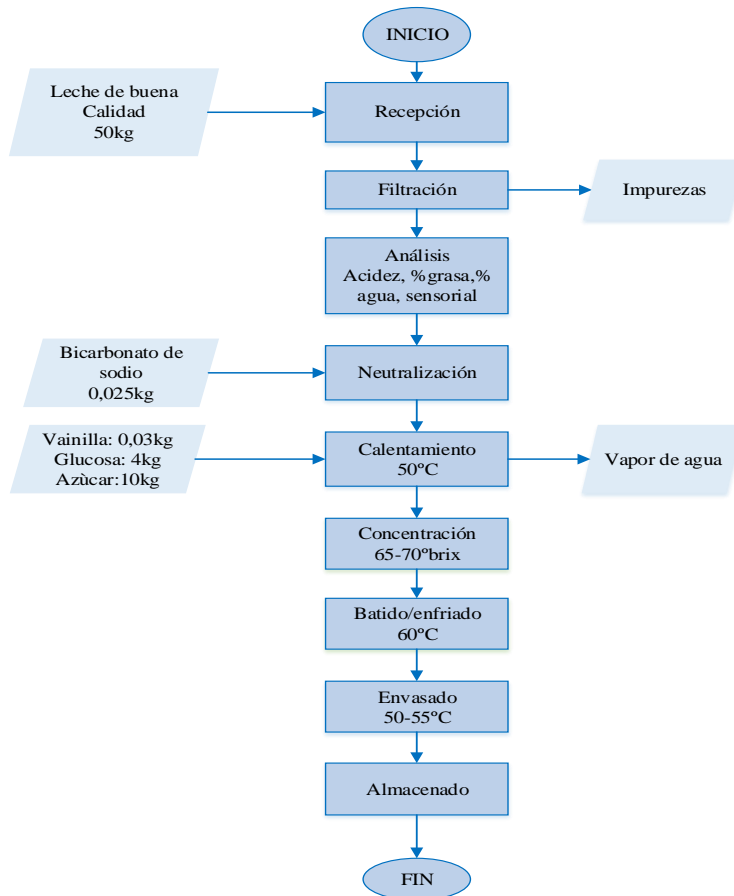 INICIO
Leche de buena
Calidad
50kg
Recepción
Filtración
Impurezas
Análisis
Acidez, %grasa,%
agua, sensorial
Bicarbonato de
sodio
0,025kg
Neutralización
Vainilla: 0,03kg
Glucosa: 4kg
Azùcar:10kg
Calentamiento
50ºC
Vapor de agua
Concentración
65-70ºbrix
Batido/enfriado
60ºC
Envasado
50-55ºC
Almacenado
FIN